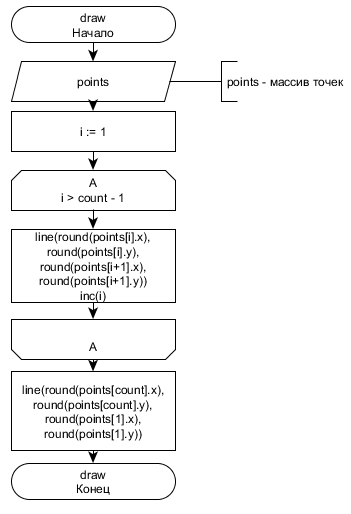 draw
Начало
points
points - массив точек
i := 1
A
i > count - 1
line(round(points[i].x),
round(points[i].y),
round(points[i+1].x),
round(points[i+1].y))
inc(i)
A
line(round(points[count].x),
round(points[count].y),
round(points[1].x),
round(points[1].y))
draw
Конец